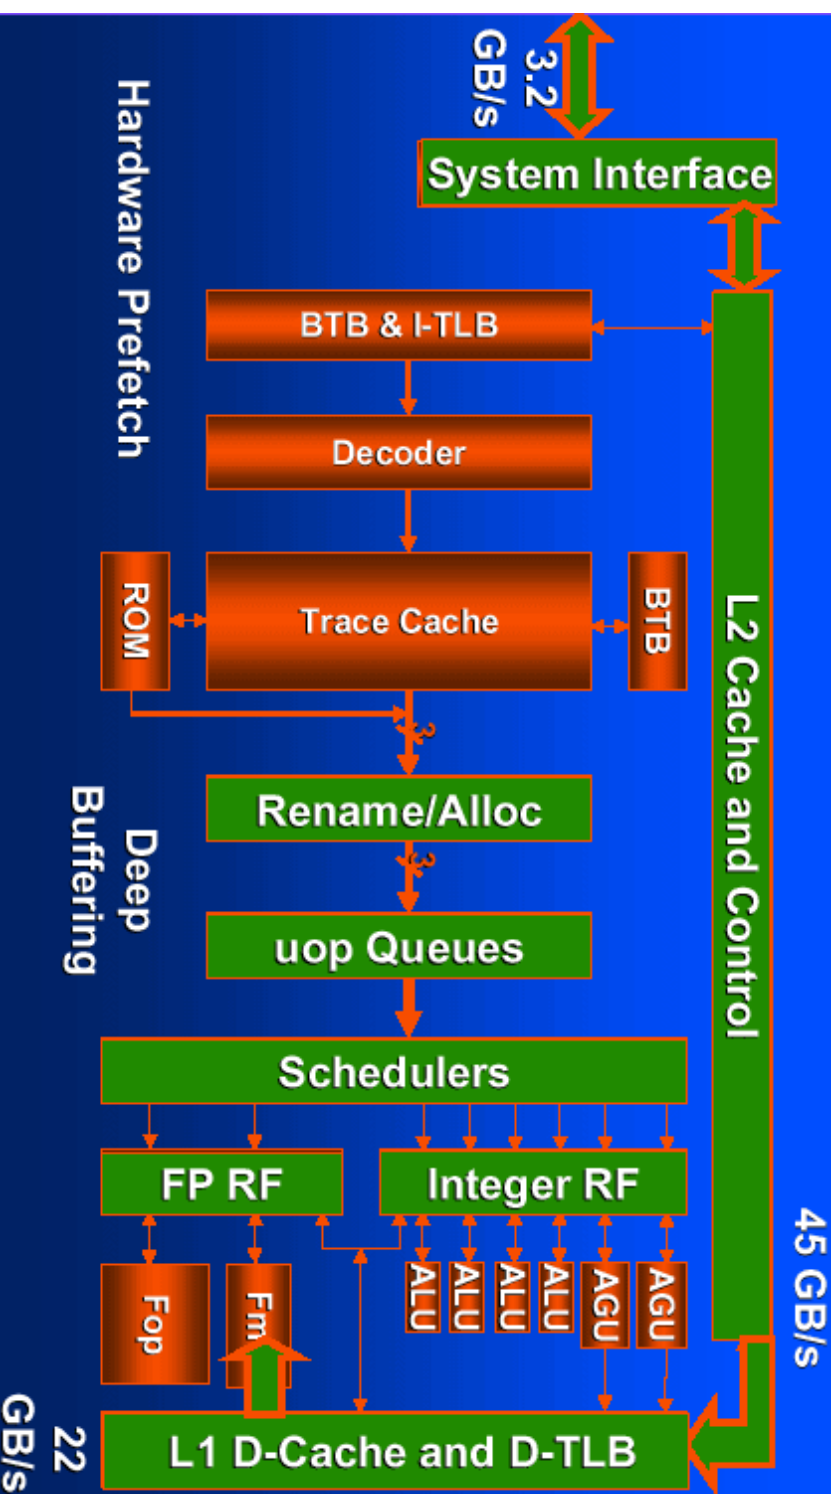 3.2
GB/s
System Interface
Hardware Prefetch
BTB & I-TLB
Decoder
ROM
Trace Cache
BTB
3
Rename/Alloc
3
Deep
Buffering
uop Queues
L2 Cache and Control
Schedulers
FP RF
Integer RF
Fop
ALU
ALU
ALU
ALU
AGU
AGU
45 GB/s
L1 D-Cache and D-TLB
22
GB/s